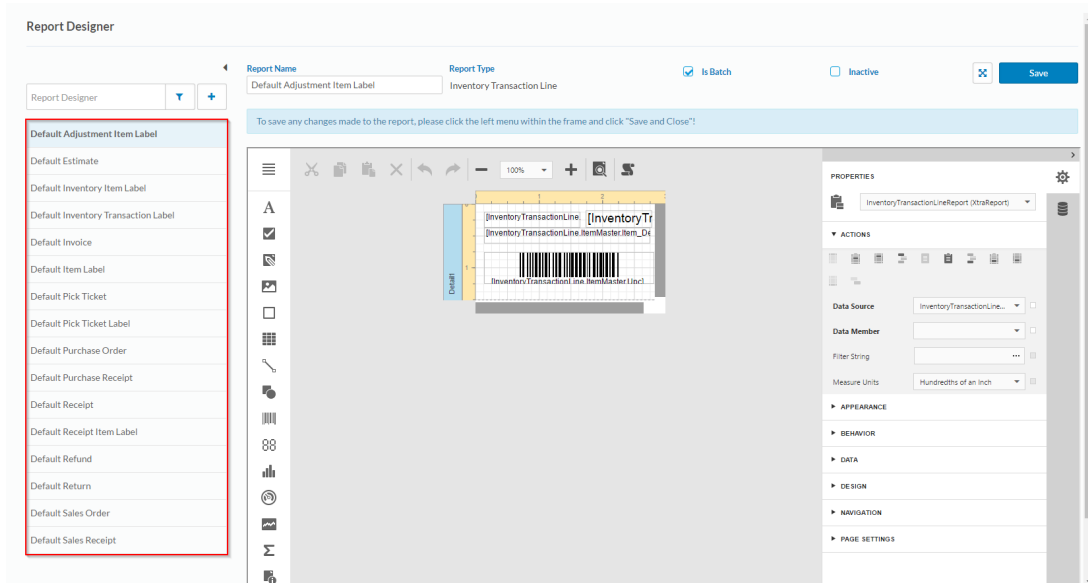 Report Designer
Report Name
Report Type
Default Adjustment Item Label
Inventory Transaction Line
Is Batch
Inactive
Save
Report Designer
To save any changes made to the report, please click the left menu within the frame and click "Save and Close"!
Default Adjustment Item Label
Default Estimate
Default Inventory Item Label
Default Inventory Transaction Label
Default Invoice
Default Item Label
Default Pick Ticket
Default Pick Ticket Label
Default Purchase Order
Default Purchase Receipt
Default Receipt
Default Receipt Item Label
Default Refund
Default Return
Default Sales Order
Default Sales Receipt
100%
A
88
Σ
1 2
1
Detail1
[InventoryTransactionLine.
[InventoryTr
[InventoryTransactionLine.ItemMaster.Item_De
[InventoryTransactionLine.ItemMaster.Upc]
PROPERTIES
InventoryTransactionLineReport (XtraReport)
ACTIONS
Data Source
InventoryTransactionLine...
Data Member
Filter String
...
Measure Units
Hundredths of an Inch
APPEARANCE
BEHAVIOR
DATA
DESIGN
NAVIGATION
PAGE SETTINGS